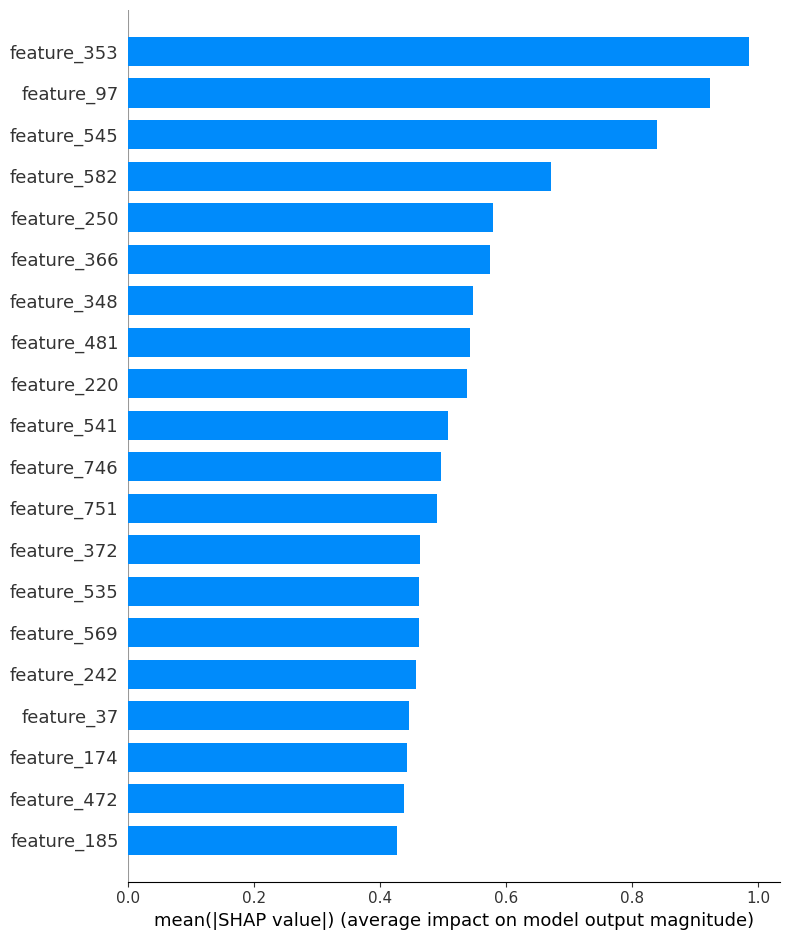 feature_353
feature_97
feature_545
feature_582
feature_250
feature_366
feature_348
feature_481
feature_220
feature_541
feature_746
feature_751
feature_372
feature_535
feature_569
feature_242
feature_37
feature_174
feature_472
feature_185
0.0 0.2 0.4 0.6 0.8 1.0
mean(|SHAP value|) (average impact on model output magnitude)